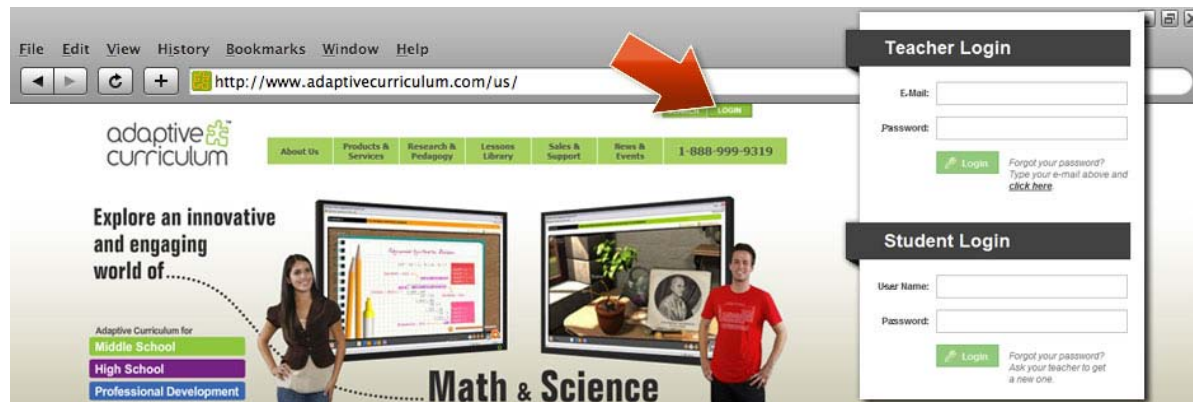 File Edit View History Bookmarks Window Help
http://www.adaptivecurriculum.com/us/
LOGIN
adaptive curriculum™
About Us
Products & Services
Research & Pedagogy
Lessons Library
Sales & Support
News & Events
1-888-999-9319
Explore an innovative
and engaging
world of......
Adaptive Curriculum for
Middle School
High School
Professional Development
Math & Science
Teacher Login
E-Mail:
Password:
Login
Forgot your password?
Type your e-mail above and
click here.
Student Login
User Name:
Password:
Login
Forgot your password?
Ask your teacher to get
a new one.